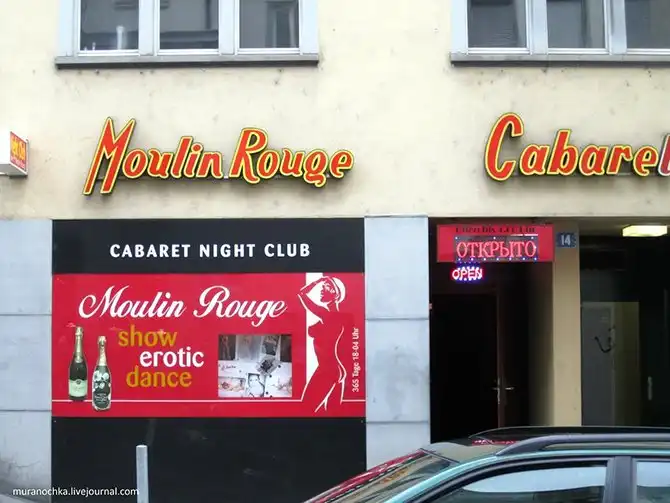 Moulin Rouge
Cabaret
CABARET NIGHT CLUB
Moulin Rouge
show
erotic
dance
365 Tage 18-04 Uhr
ОТКРЫТО
OPEN
14
muranochka.livejournal.com